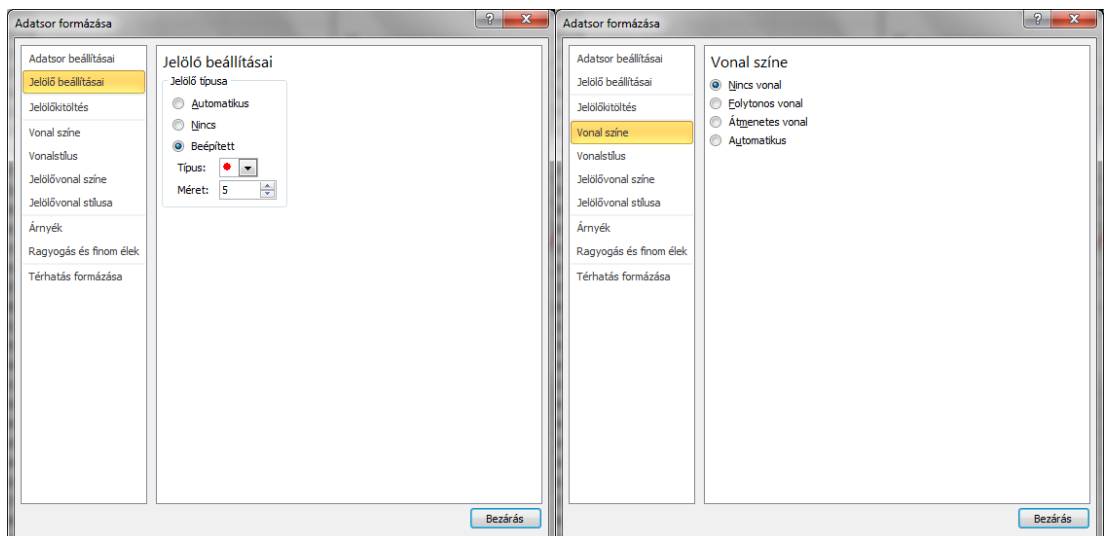 Adatsor formázása
Adatsor beállításai
Jelölő beállításai
Jelölőkitöltés
Vonal színe
Vonalstílus
Jelölővonal színe
Jelölővonal stílusa
Árnyék
Ragyogás és finom élek
Térhatás formázása
Jelölő beállításai
Jelölő típusa
Automatikus
Nincs
Beépített
Típus:
Méret: 5
Bezárás
Adatsor formázása
Adatsor beállításai
Jelölő beállításai
Jelölőkitöltés
Vonal színe
Vonalstílus
Jelölővonal színe
Jelölővonal stílusa
Árnyék
Ragyogás és finom élek
Térhatás formázása
Vonal színe
Nincs vonal
Folytonos vonal
Átmenetes vonal
Automatikus
Bezárás